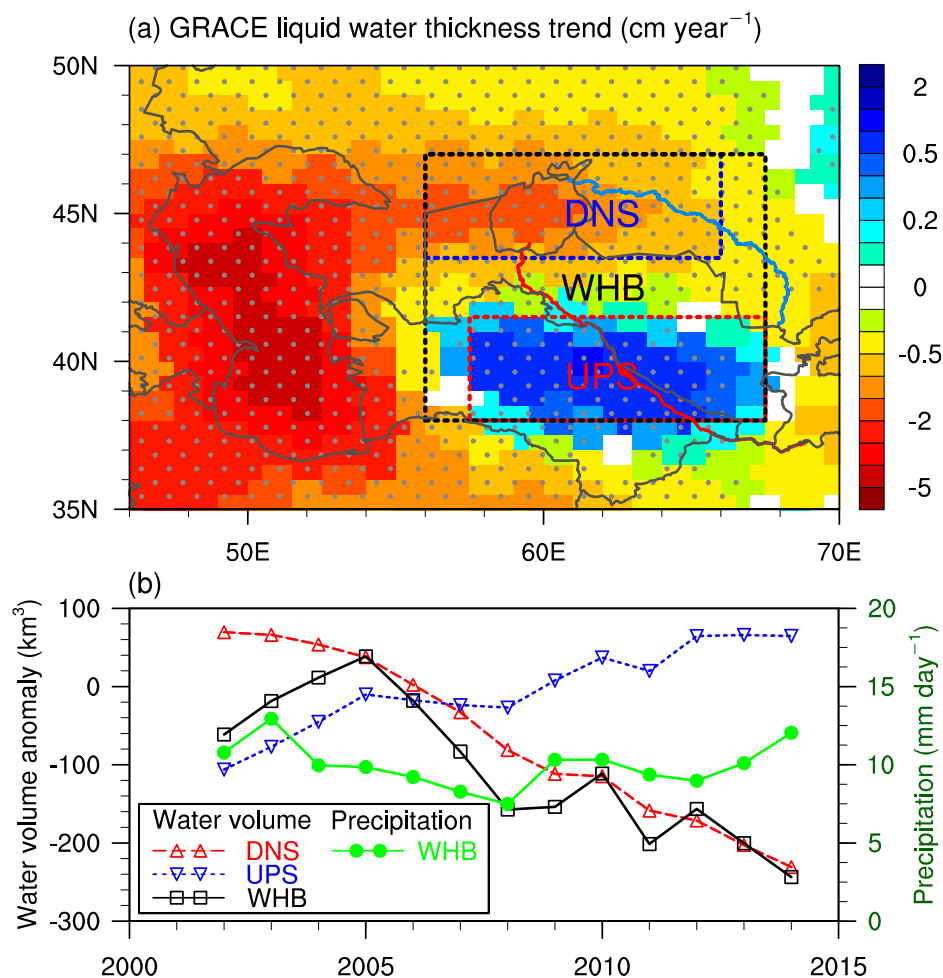 (a) GRACE liquid water thickness trend (cm year⁻¹)
50N
45N
40N
35N
50E
60E
70E
DNS
WHB
UPS
2
0.5
0.2
0
-0.5
-2
-5
(b)
Water volume anomaly (km³)
100
0
-100
-200
-300
2000
2005
2010
2015
20
15
10
5
0
Precipitation (mm day⁻¹)
Water volume Precipitation
DNS WHB
UPS
WHB